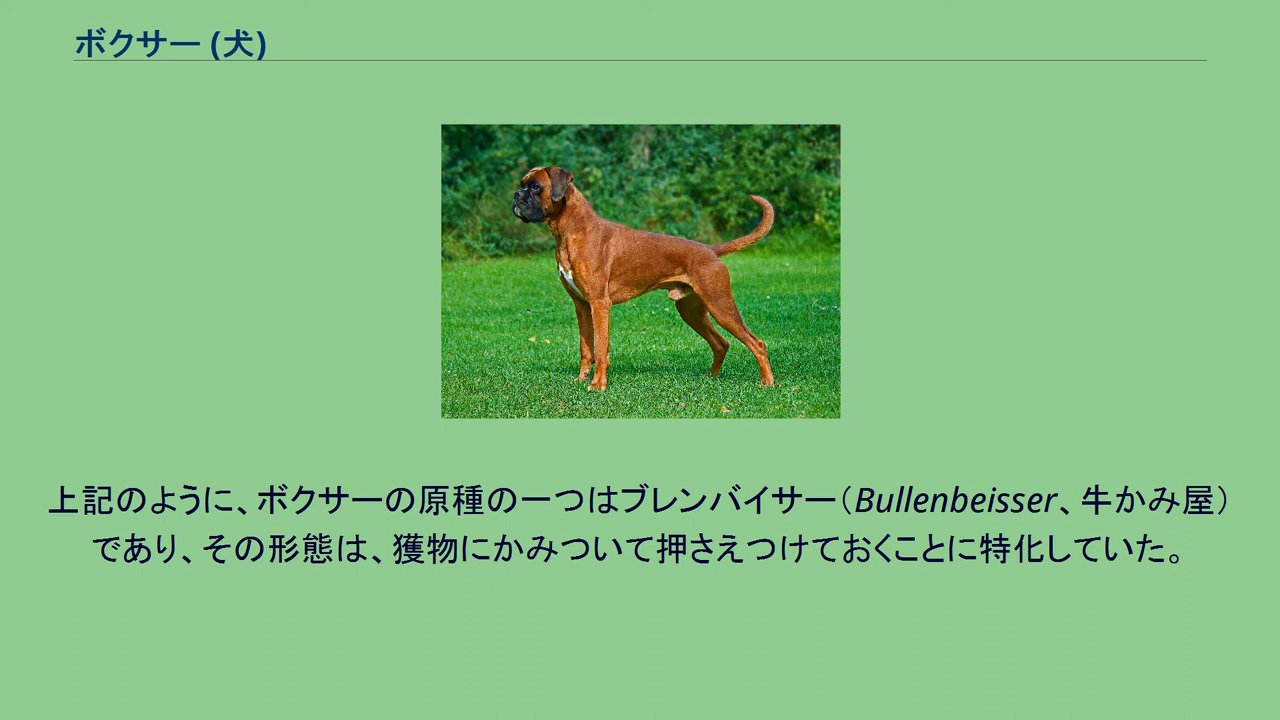 ボクサー (犬)
上記のように、ボクサーの原種の一つはブレンバイサー（Bullenbeisser、牛かみ屋）
であり、その形態は、獲物にかみついて押さえつけておくことに特化していた。